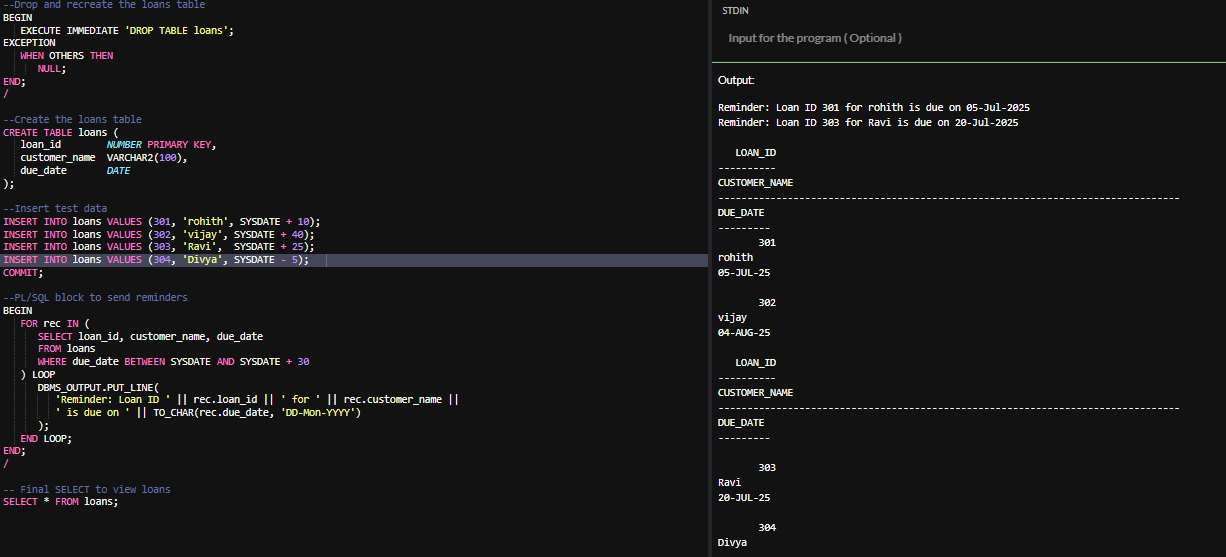 --Drop and recreate the loans table
BEGIN
   EXECUTE IMMEDIATE 'DROP TABLE loans';
EXCEPTION
   WHEN OTHERS THEN
      NULL;
END;
/

--Create the loans table
CREATE TABLE loans (
   loan_id        NUMBER PRIMARY KEY,
   customer_name  VARCHAR2(100),
   due_date       DATE
);

--Insert test data
INSERT INTO loans VALUES (301, 'rohith', SYSDATE + 10);
INSERT INTO loans VALUES (302, 'vijay', SYSDATE + 40);
INSERT INTO loans VALUES (303, 'Ravi',  SYSDATE + 25);
INSERT INTO loans VALUES (304, 'Divya', SYSDATE - 5);
COMMIT;

--PL/SQL block to send reminders
BEGIN
   FOR rec IN (
      SELECT loan_id, customer_name, due_date
      FROM loans
      WHERE due_date BETWEEN SYSDATE AND SYSDATE + 30
   ) LOOP
      DBMS_OUTPUT.PUT_LINE(
         'Reminder: Loan ID ' || rec.loan_id || ' for ' || rec.customer_name ||
         ' is due on ' || TO_CHAR(rec.due_date, 'DD-Mon-YYYY')
      );
   END LOOP;
END;
/

-- Final SELECT to view loans
SELECT * FROM loans;

STDIN
Input for the program ( Optional )
Output:

Reminder: Loan ID 301 for rohith is due on 05-Jul-2025
Reminder: Loan ID 303 for Ravi is due on 20-Jul-2025

   LOAN_ID
----------
CUSTOMER_NAME
--------------------------------------------------------------------------------
DUE_DATE
---------
       301
rohith
05-JUL-25

       302
vijay
04-AUG-25

   LOAN_ID
----------
CUSTOMER_NAME
--------------------------------------------------------------------------------
DUE_DATE
---------

       303
Ravi
20-JUL-25

       304
Divya